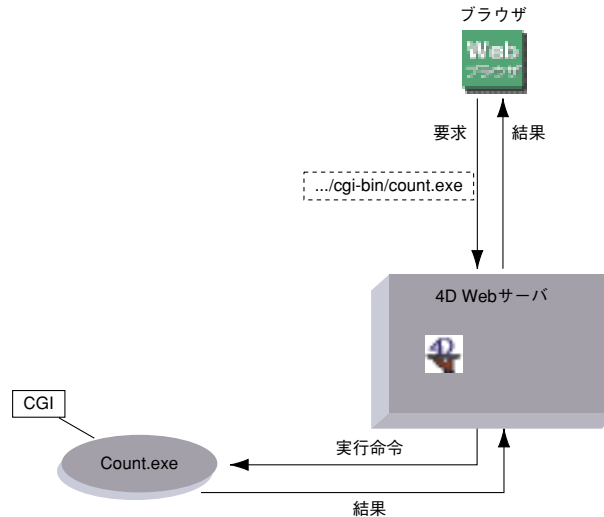 ブラウザ
Web
ブラウザ
要求
結果
.../cgi-bin/count.exe
4D Webサーバ
CGI
実行命令
Count.exe
結果